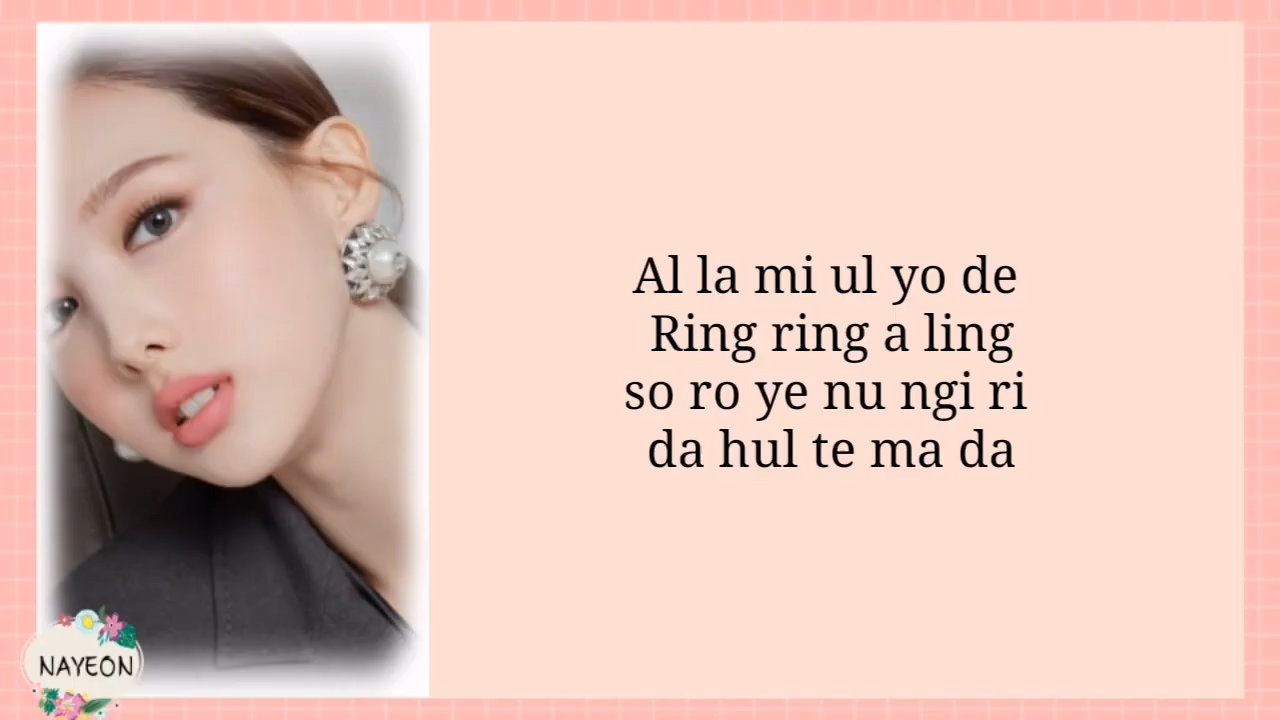 Al la mi ul yo de
Ring ring a ling
so ro ye nu ngi ri
da hul te ma da
NAYEON